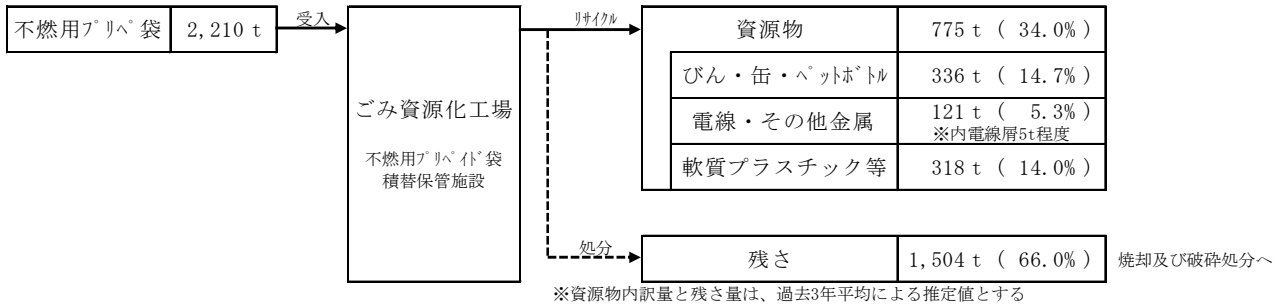 不燃用ﾌﾟﾘﾍﾟ袋 2,210 t
受入
ごみ資源化工場
不燃用ﾌﾟﾘﾍﾟｲﾄﾞ袋
積替保管施設
ﾘｻｲｸﾙ
資源物 775 t ( 34.0% )
びん・缶・ﾍﾟｯﾄﾎﾞﾄﾙ 336 t ( 14.7% )
電線・その他金属 121 t ( 5.3% )
※内電線屑5t程度
軟質プラスチック等 318 t ( 14.0% )
処分
残さ 1,504 t ( 66.0% ) 焼却及び破砕処分へ
※資源物内訳量と残さ量は、過去3年平均による推定値とする